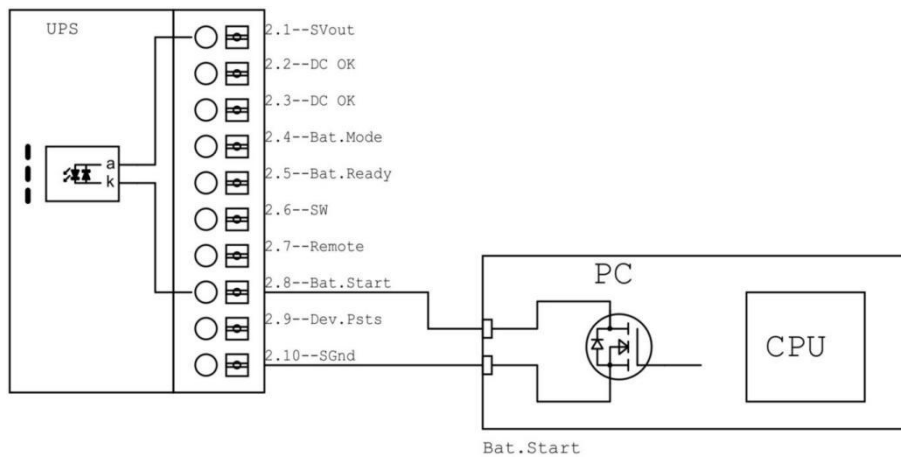 UPS
2.1--SVout
2.2--DC OK
2.3--DC OK
2.4--Bat.Mode
a
2.5--Bat.Ready
k
2.6--SW
2.7--Remote
PC
2.8--Bat.Start
2.9--Dev.Psts
CPU
2.10--SGnd
Bat.Start